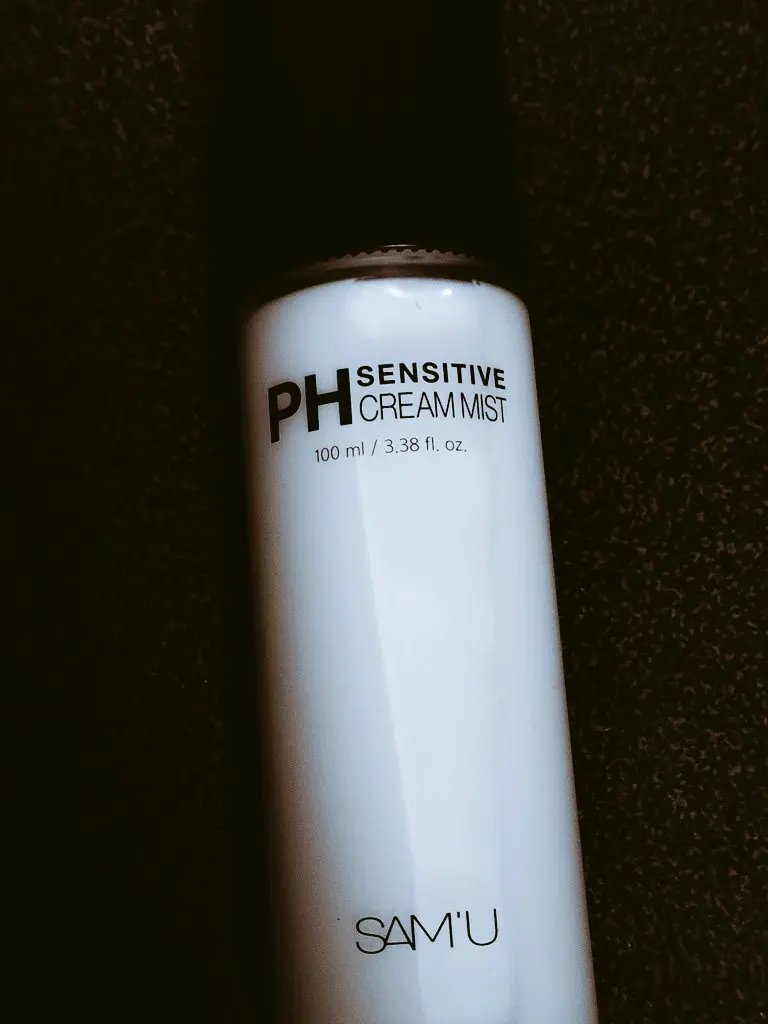 PH SENSITIVE
CREAM MIST
100 ml / 3.38 fl. oz.
SAM'U